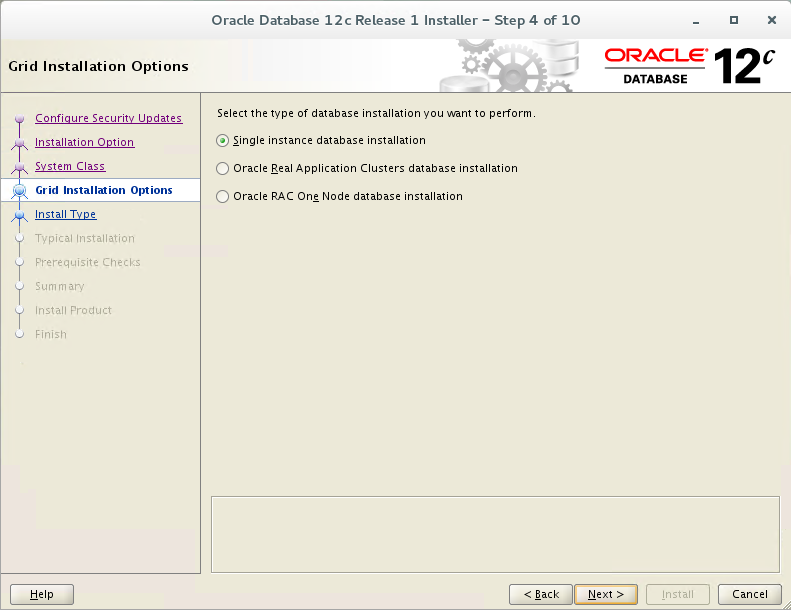 Oracle Database 12c Release 1 Installer – Step 4 of 10
Grid Installation Options
ORACLE®
DATABASE
12c
Configure Security Updates
Installation Option
System Class
Grid Installation Options
Install Type
Typical Installation
Prerequisite Checks
Summary
Install Product
Finish
Select the type of database installation you want to perform.
Single instance database installation
Oracle Real Application Clusters database installation
Oracle RAC One Node database installation
Help
< Back
Next >
Install
Cancel